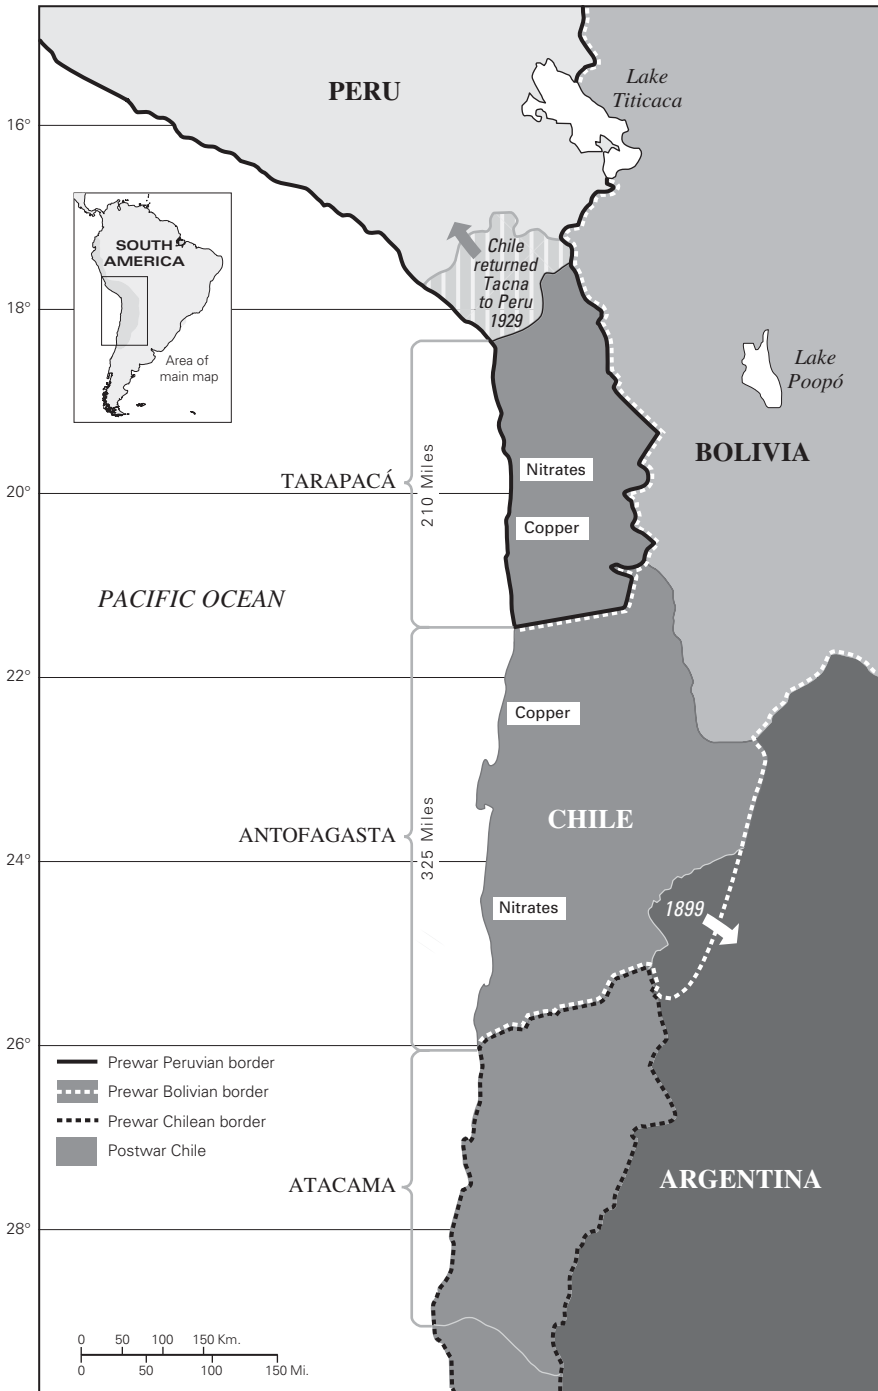 PERU
Lake
Titicaca
16°
SOUTH
AMERICA
Area of
main map
Chile
returned
Tacna
to Peru
1929
18°
Lake
Poopó
BOLIVIA
TARAPACÁ
210 Miles
Nitrates
Copper
20°
PACIFIC OCEAN
22°
Copper
ANTOFAGASTA
325 Miles
CHILE
24°
Nitrates
1899
26°
Prewar Peruvian border
Prewar Bolivian border
Prewar Chilean border
Postwar Chile
ATACAMA
ARGENTINA
28°
0 50 100 150 Km.
0 50 100 150 Mi.